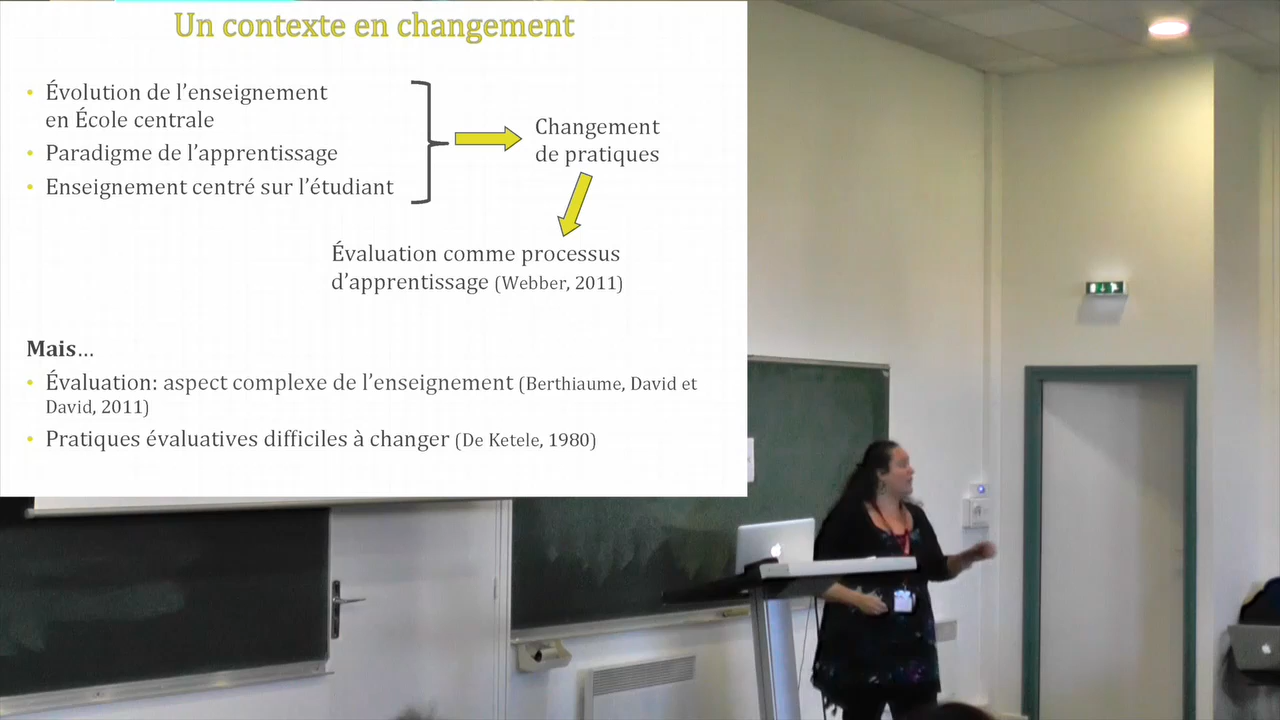 Un contexte en changement
• Évolution de l'enseignement
en École centrale
• Paradigme de l'apprentissage
• Enseignement centré sur l'étudiant
Changement
de pratiques
Évaluation comme processus
d'apprentissage (Webber, 2011)
Mais...
• Évaluation: aspect complexe de l'enseignement (Berthiaume, David et
David, 2011)
• Pratiques évaluatives difficiles à changer (De Ketele, 1980)